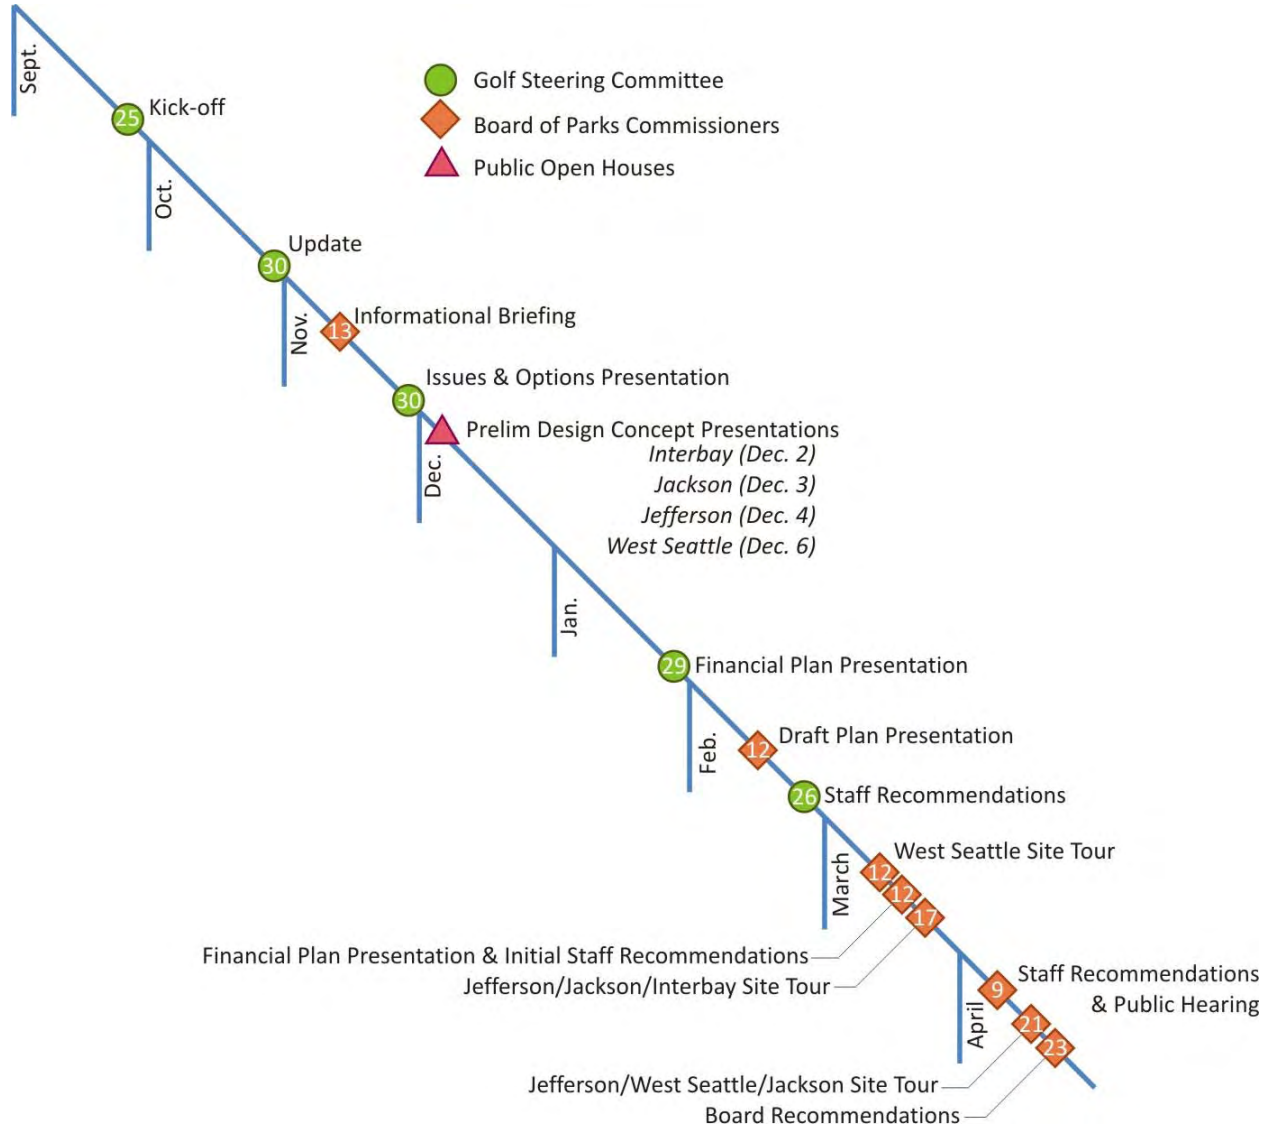 Sept.
25 Kick-off
Golf Steering Committee
Board of Parks Commissioners
Public Open Houses
Oct.
30 Update
Nov.
13 Informational Briefing
30 Issues & Options Presentation
Dec.
Prelim Design Concept Presentations
Interbay (Dec. 2)
Jackson (Dec. 3)
Jefferson (Dec. 4)
West Seattle (Dec. 6)
Jan.
29 Financial Plan Presentation
Feb.
12 Draft Plan Presentation
26 Staff Recommendations
March
12 West Seattle Site Tour
12
17
Financial Plan Presentation & Initial Staff Recommendations
Jefferson/Jackson/Interbay Site Tour
April
9 Staff Recommendations
& Public Hearing
21
23
Jefferson/West Seattle/Jackson Site Tour
Board Recommendations